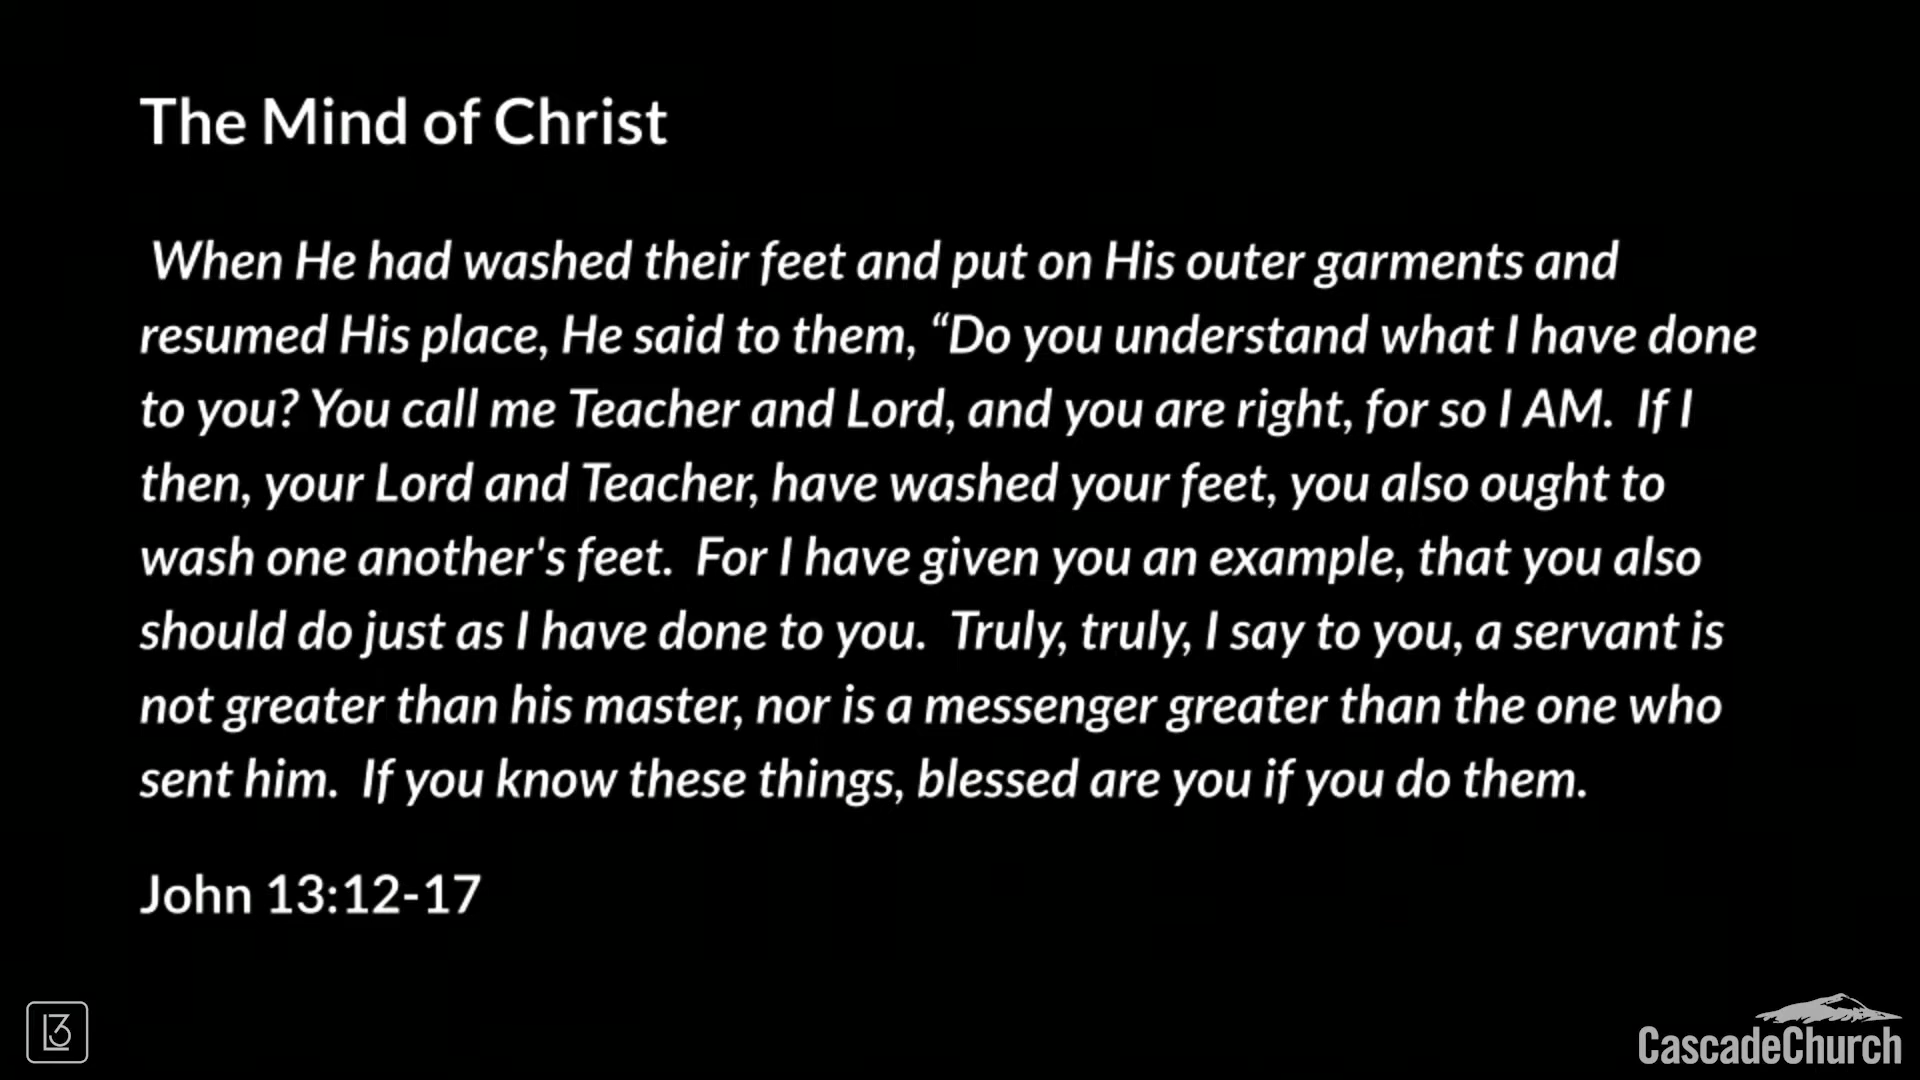 The Mind of Christ
When He had washed their feet and put on His outer garments and
resumed His place, He said to them, “Do you understand what I have done
to you? You call me Teacher and Lord, and you are right, for so I AM.  If I
then, your Lord and Teacher, have washed your feet, you also ought to
wash one another's feet.  For I have given you an example, that you also
should do just as I have done to you.  Truly, truly, I say to you, a servant is
not greater than his master, nor is a messenger greater than the one who
sent him.  If you know these things, blessed are you if you do them.
John 13:12-17
L3
CascadeChurch